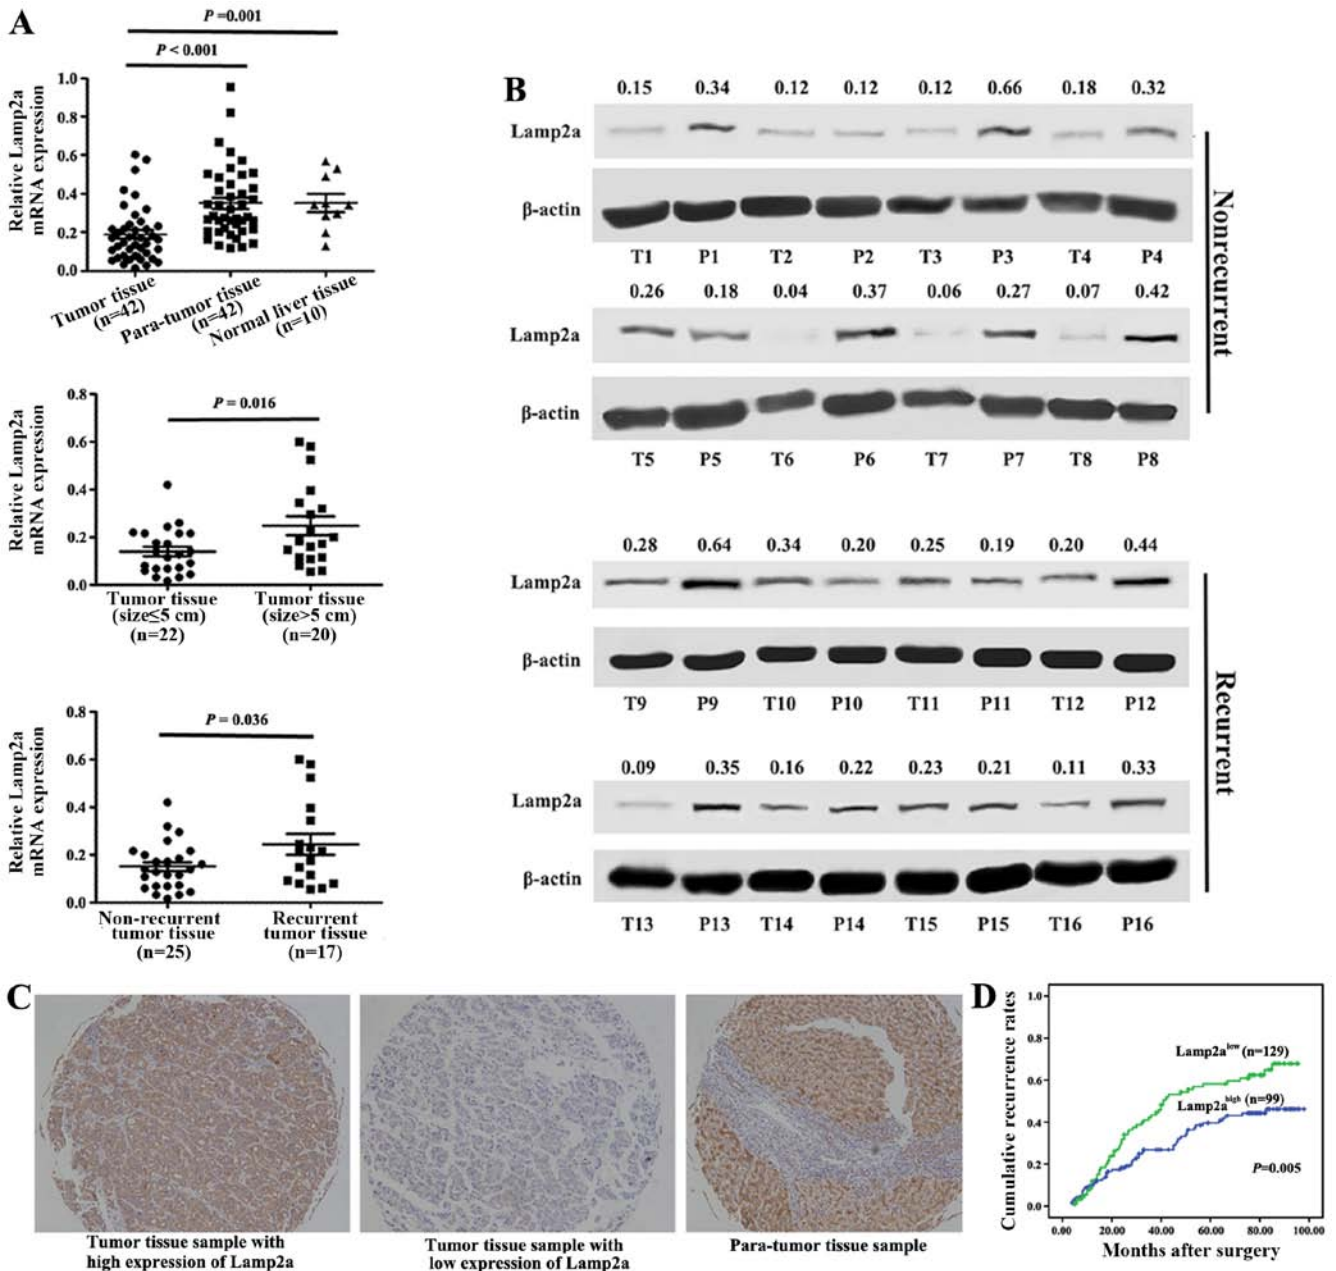 A
P =0.001
P < 0.001
Relative Lamp2a
mRNA expression
1.0
0.8
0.6
0.4
0.2
0.0
Tumor tissue
(n=42)
Para-tumor tissue
(n=42)
Normal liver tissue
(n=10)
P = 0.016
Relative Lamp2a
mRNA expression
0.8
0.6
0.4
0.2
0.0
Tumor tissue
(size≤5 cm)
(n=22)
Tumor tissue
(size>5 cm)
(n=20)
P = 0.036
Relative Lamp2a
mRNA expression
0.8
0.6
0.4
0.2
0.0
Non-recurrent
tumor tissue
(n=25)
Recurrent
tumor tissue
(n=17)
B
0.15 0.34 0.12 0.12 0.12 0.66 0.18 0.32
Lamp2a
β-actin
T1 P1 T2 P2 T3 P3 T4 P4
0.26 0.18 0.04 0.37 0.06 0.27 0.07 0.42
Lamp2a
β-actin
T5 P5 T6 P6 T7 P7 T8 P8
Nonrecurrent
0.28 0.64 0.34 0.20 0.25 0.19 0.20 0.44
Lamp2a
β-actin
T9 P9 T10 P10 T11 P11 T12 P12
0.09 0.35 0.16 0.22 0.23 0.21 0.11 0.33
Lamp2a
β-actin
T13 P13 T14 P14 T15 P15 T16 P16
Recurrent
C
Tumor tissue sample with
high expression of Lamp2a
Tumor tissue sample with
low expression of Lamp2a
Para-tumor tissue sample
D
Cumulative recurrence rates
1.0
0.8
0.6
0.4
0.2
0.0
Lamp2a^low (n=129)
Lamp2a^high (n=99)
P=0.005
0.00 20.00 40.00 60.00 80.00 100.00
Months after surgery